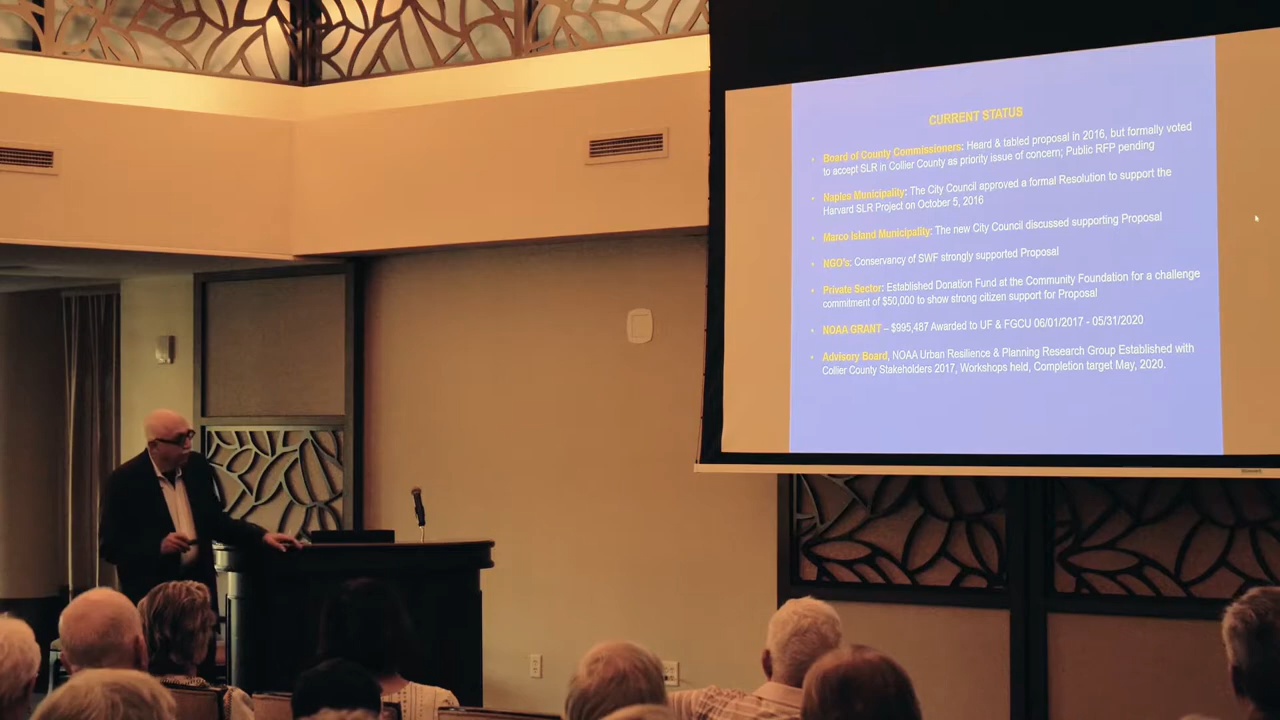 CURRENT STATUS
• Board of County Commissioners: Heard & tabled proposal in 2016, but formally voted
to accept SLR in Collier County as priority issue of concern; Public RFP pending
• Naples Municipality: The City Council approved a formal Resolution to support the
Harvard SLR Project on October 5, 2016
• Marco Island Municipality: The new City Council discussed supporting Proposal
• NGO's: Conservancy of SWF strongly supported Proposal
• Private Sector: Established Donation Fund at the Community Foundation for a challenge
commitment of $50,000 to show strong citizen support for Proposal
• NOAA GRANT – $995,487 Awarded to UF & FGCU 06/01/2017 - 05/31/2020
• Advisory Board, NOAA Urban Resilience & Planning Research Group Established with
Collier County Stakeholders 2017, Workshops held, Completion target May, 2020.